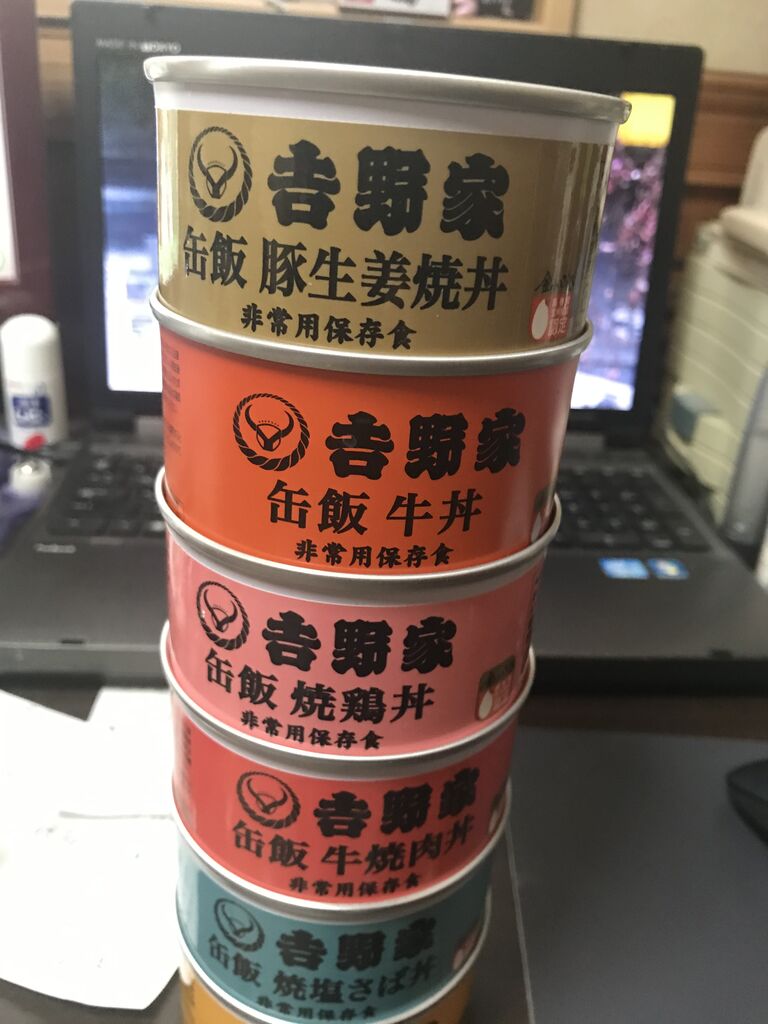 MADE IN TOKYO
吉野家
缶飯 豚生姜焼丼
非常用保存食
吉野家
缶飯 牛丼
非常用保存食
吉野家
缶飯 焼鶏丼
非常用保存食
吉野家
缶飯 牛焼肉丼
非常用保存食
吉野家
缶飯 焼塩さば丼
非常用保存食